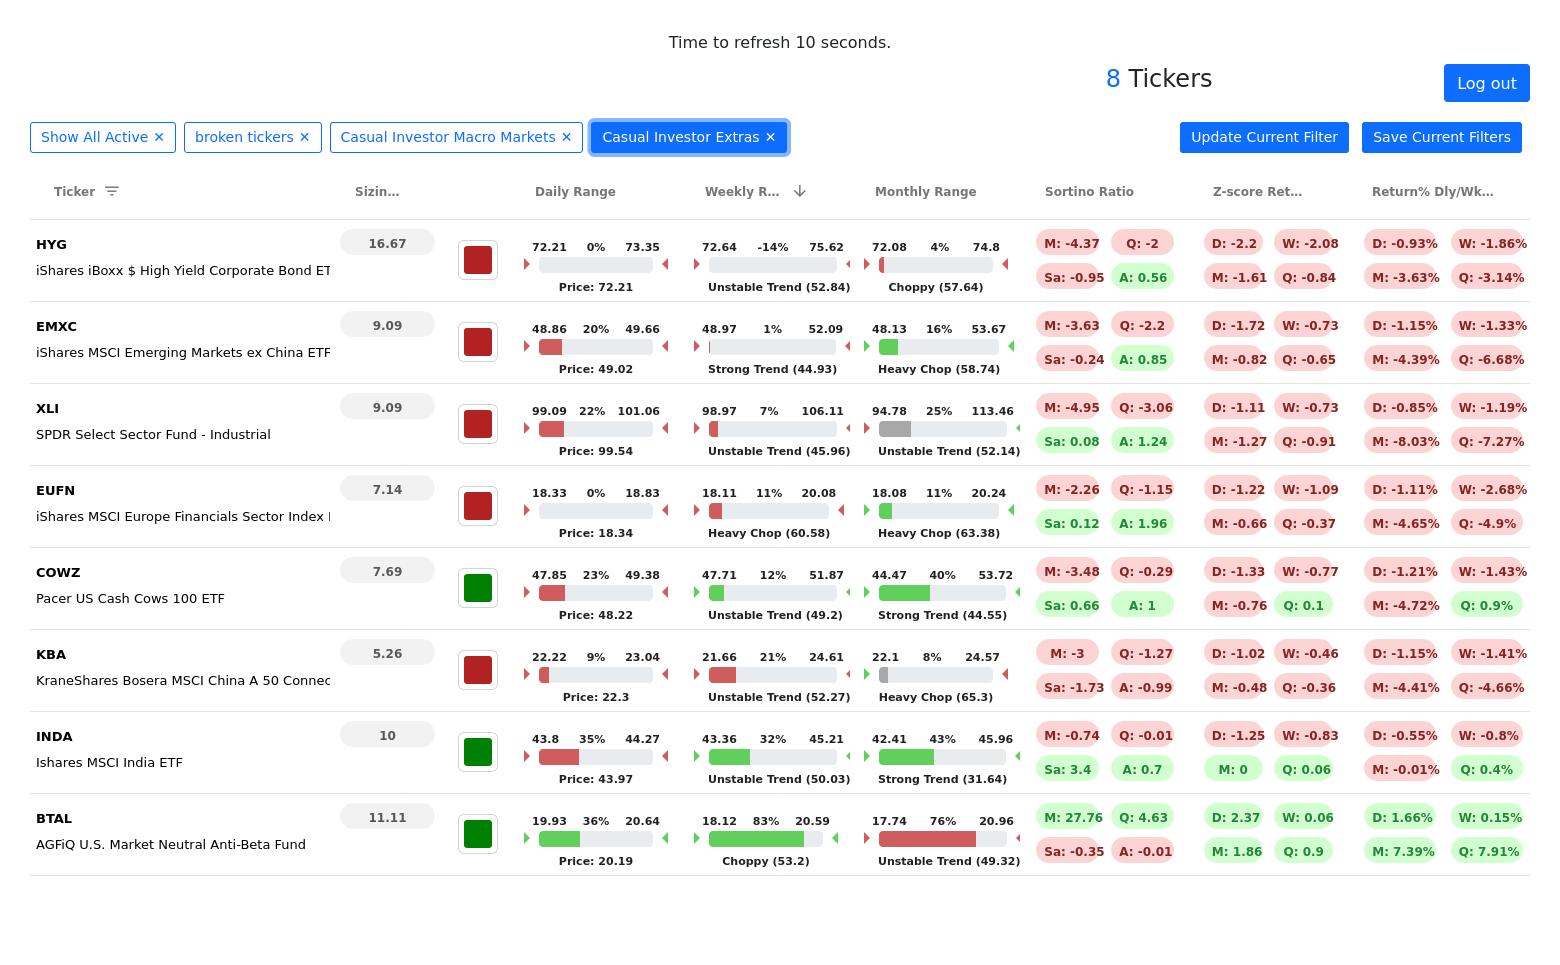 Time to refresh 10 seconds.
8 Tickers
Log out
Show All Active ✕ broken tickers ✕ Casual Investor Macro Markets ✕ Casual Investor Extras ✕ Update Current Filter Save Current Filters
Ticker Sizin... Daily Range Weekly R... Monthly Range Sortino Ratio Z-score Ret... Return% Dly/Wk...
HYG 16.67 72.21 0% 73.35 72.64 -14% 75.62 72.08 4% 74.8 M: -4.37 Q: -2 D: -2.2 W: -2.08 D: -0.93% W: -1.86%
iShares iBoxx $ High Yield Corporate Bond ET Price: 72.21 Unstable Trend (52.84) Choppy (57.64) Sa: -0.95 A: 0.56 M: -1.61 Q: -0.84 M: -3.63% Q: -3.14%
EMXC 9.09 48.86 20% 49.66 48.97 1% 52.09 48.13 16% 53.67 M: -3.63 Q: -2.2 D: -1.72 W: -0.73 D: -1.15% W: -1.33%
iShares MSCI Emerging Markets ex China ETF Price: 49.02 Strong Trend (44.93) Heavy Chop (58.74) Sa: -0.24 A: 0.85 M: -0.82 Q: -0.65 M: -4.39% Q: -6.68%
XLI 9.09 99.09 22% 101.06 98.97 7% 106.11 94.78 25% 113.46 M: -4.95 Q: -3.06 D: -1.11 W: -0.73 D: -0.85% W: -1.19%
SPDR Select Sector Fund - Industrial Price: 99.54 Unstable Trend (45.96) Unstable Trend (52.14) Sa: 0.08 A: 1.24 M: -1.27 Q: -0.91 M: -8.03% Q: -7.27%
EUFN 7.14 18.33 0% 18.83 18.11 11% 20.08 18.08 11% 20.24 M: -2.26 Q: -1.15 D: -1.22 W: -1.09 D: -1.11% W: -2.68%
iShares MSCI Europe Financials Sector Index Price: 18.34 Heavy Chop (60.58) Heavy Chop (63.38) Sa: 0.12 A: 1.96 M: -0.66 Q: -0.37 M: -4.65% Q: -4.9%
COWZ 7.69 47.85 23% 49.38 47.71 12% 51.87 44.47 40% 53.72 M: -3.48 Q: -0.29 D: -1.33 W: -0.77 D: -1.21% W: -1.43%
Pacer US Cash Cows 100 ETF Price: 48.22 Unstable Trend (49.2) Strong Trend (44.55) Sa: 0.66 A: 1 M: -0.76 Q: 0.1 M: -4.72% Q: 0.9%
KBA 5.26 22.22 9% 23.04 21.66 21% 24.61 22.1 8% 24.57 M: -3 Q: -1.27 D: -1.02 W: -0.46 D: -1.15% W: -1.41%
KraneShares Bosera MSCI China A 50 Connec Price: 22.3 Unstable Trend (52.27) Heavy Chop (65.3) Sa: -1.73 A: -0.99 M: -0.48 Q: -0.36 M: -4.41% Q: -4.66%
INDA 10 43.8 35% 44.27 43.36 32% 45.21 42.41 43% 45.96 M: -0.74 Q: -0.01 D: -1.25 W: -0.83 D: -0.55% W: -0.8%
Ishares MSCI India ETF Price: 43.97 Unstable Trend (50.03) Strong Trend (31.64) Sa: 3.4 A: 0.7 M: 0 Q: 0.06 M: -0.01% Q: 0.4%
BTAL 11.11 19.93 36% 20.64 18.12 83% 20.59 17.74 76% 20.96 M: 27.76 Q: 4.63 D: 2.37 W: 0.06 D: 1.66% W: 0.15%
AGFiQ U.S. Market Neutral Anti-Beta Fund Price: 20.19 Choppy (53.2) Unstable Trend (49.32) Sa: -0.35 A: -0.01 M: 1.86 Q: 0.9 M: 7.39% Q: 7.91%